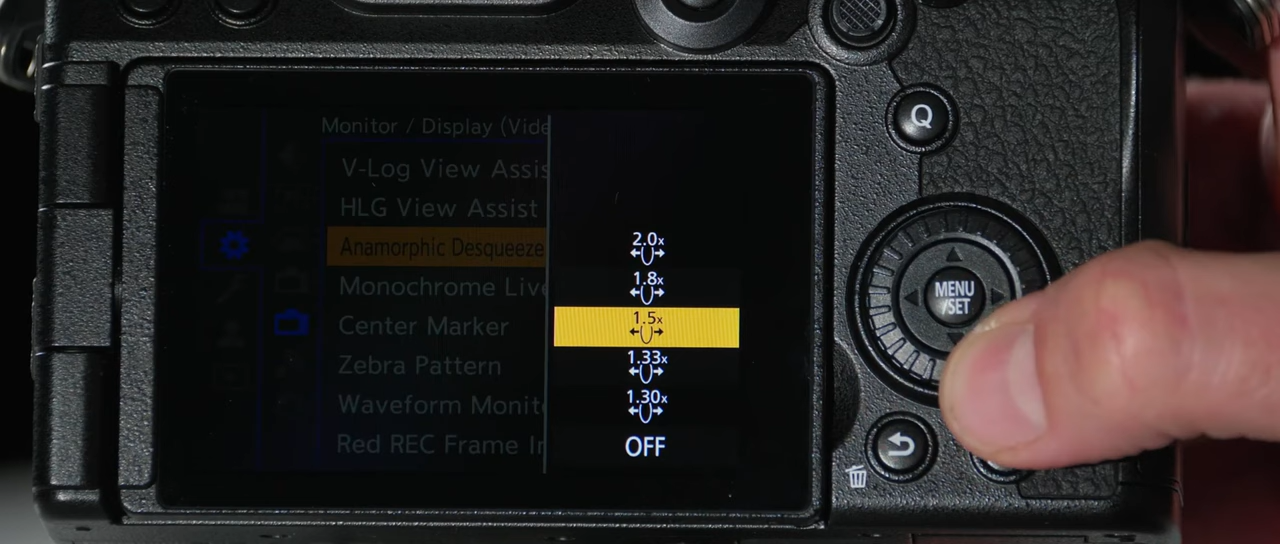 Monitor / Display (Vide
V-Log View Assis
HLG View Assist
Anamorphic Desqueeze
Monochrome Live
Center Marker
Zebra Pattern
Waveform Monit
Red REC Frame In
2.0x
1.8x
1.5x
1.33x
1.30x
OFF
Q
MENU
/SET